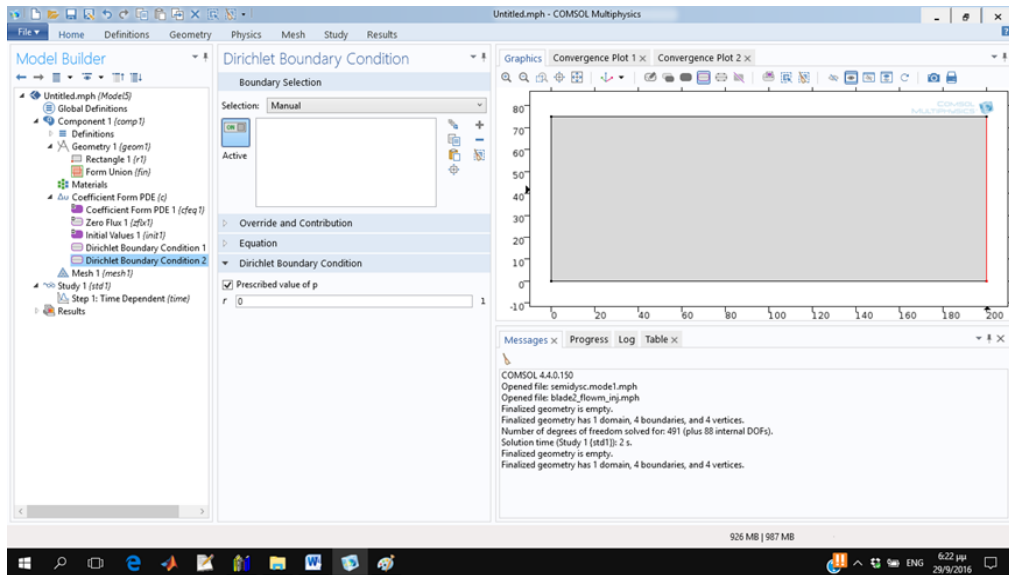 Untitled.mph - COMSOL Multiphysics
File Home Definitions Geometry Physics Mesh Study Results
Model Builder
Untitled.mph (Model5)
Global Definitions
Component 1 (comp1)
Definitions
Geometry 1 (geom1)
Rectangle 1 (r1)
Form Union (fin)
Materials
Δu Coefficient Form PDE (c)
Coefficient Form PDE 1 (cfeq1)
Zero Flux 1 (zflx1)
Initial Values 1 (init1)
Dirichlet Boundary Condition 1
Dirichlet Boundary Condition 2
Mesh 1 (mesh1)
Study 1 (std1)
Step 1: Time Dependent (time)
Results
Dirichlet Boundary Condition
Boundary Selection
Selection: Manual
ON
Active
Override and Contribution
Equation
Dirichlet Boundary Condition
Prescribed value of p
r 0 1
Graphics Convergence Plot 1 Convergence Plot 2
COMSOL
MULTIPHYSICS
80
70
60
50
40
30
20
10
0
-10
0 20 40 60 80 100 120 140 160 180 200
Messages Progress Log Table
COMSOL 4.4.0.150
Opened file: semidysc.mode1.mph
Opened file: blade2_flowm_inj.mph
Finalized geometry is empty.
Finalized geometry has 1 domain, 4 boundaries, and 4 vertices.
Number of degrees of freedom solved for: 491 (plus 88 internal DOFs).
Solution time (Study 1 (std1)): 2 s.
Finalized geometry is empty.
Finalized geometry has 1 domain, 4 boundaries, and 4 vertices.
926 MB | 987 MB
ENG
6:22 μμ
29/9/2016